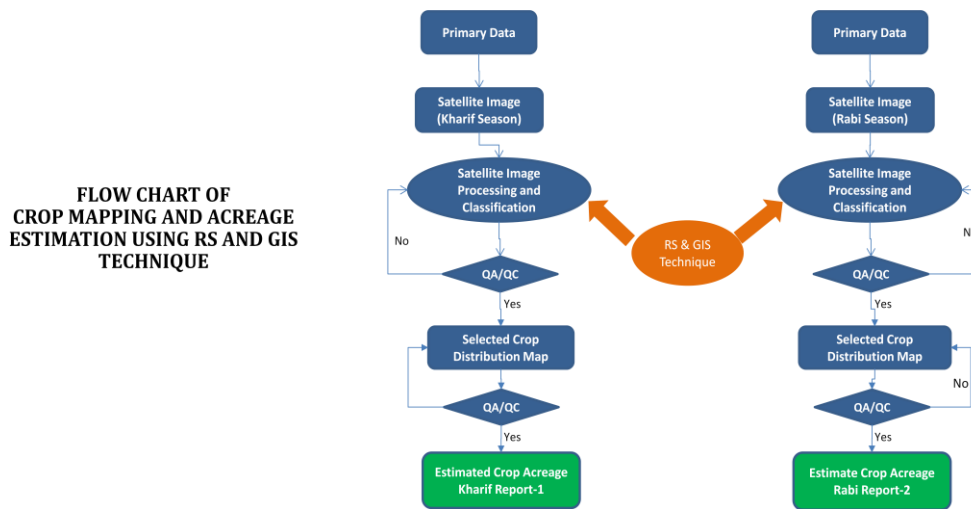 FLOW CHART OF
CROP MAPPING AND ACREAGE
ESTIMATION USING RS AND GIS
TECHNIQUE
Primary Data
Satellite Image
(Kharif Season)
Satellite Image
Processing and
Classification
No
QA/QC
Yes
Selected Crop
Distribution Map
QA/QC
Yes
Estimated Crop Acreage
Kharif Report-1
RS & GIS
Technique
Primary Data
Satellite Image
(Rabi Season)
Satellite Image
Processing and
Classification
N
QA/QC
Yes
Selected Crop
Distribution Map
No
QA/QC
Yes
Estimate Crop Acreage
Rabi Report-2